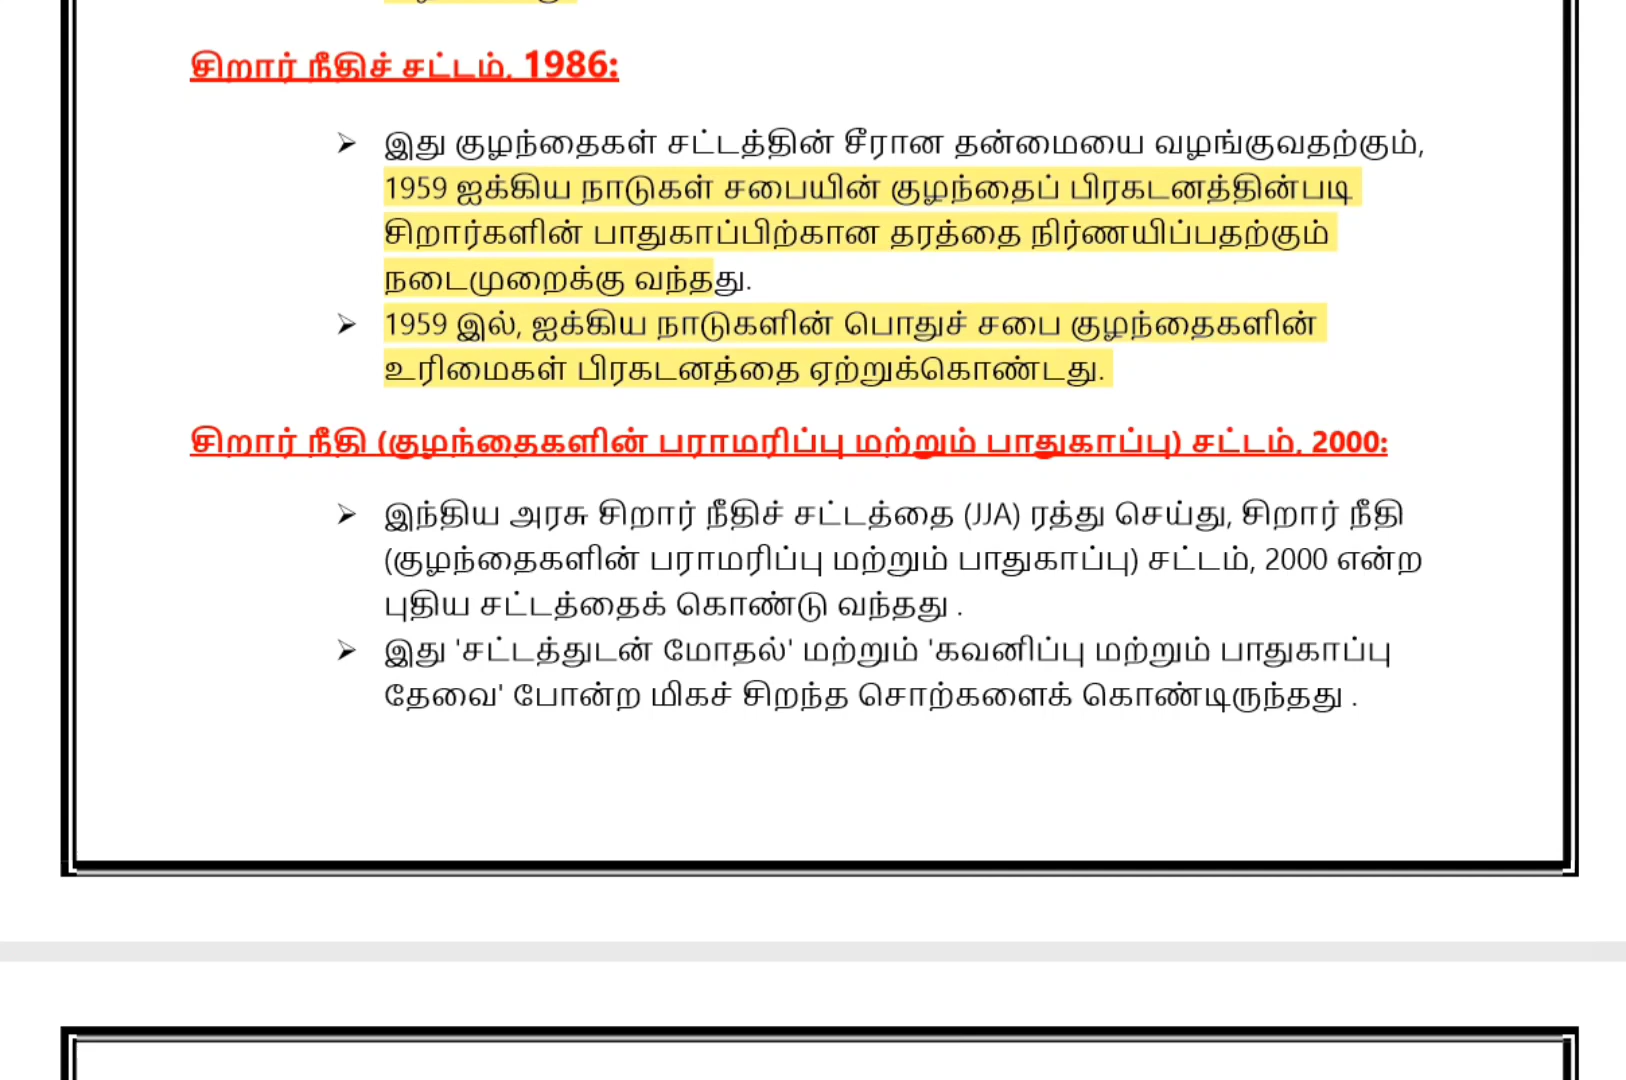 சிறார் நீதிச் சட்டம், 1986:
➢ இது குழந்தைகள் சட்டத்தின் சீரான தன்மையை வழங்குவதற்கும்,
1959 ஐக்கிய நாடுகள் சபையின் குழந்தைப் பிரகடனத்தின்படி
சிறார்களின் பாதுகாப்பிற்கான தரத்தை நிர்ணயிப்பதற்கும்
நடைமுறைக்கு வந்தது.
➢ 1959 இல், ஐக்கிய நாடுகளின் பொதுச் சபை குழந்தைகளின்
உரிமைகள் பிரகடனத்தை ஏற்றுக்கொண்டது.
சிறார் நீதி (குழந்தைகளின் பராமரிப்பு மற்றும் பாதுகாப்பு) சட்டம், 2000:
➢ இந்திய அரசு சிறார் நீதிச் சட்டத்தை (JJA) ரத்து செய்து, சிறார் நீதி
(குழந்தைகளின் பராமரிப்பு மற்றும் பாதுகாப்பு) சட்டம், 2000 என்ற
புதிய சட்டத்தைக் கொண்டு வந்தது .
➢ இது 'சட்டத்துடன் மோதல்' மற்றும் 'கவனிப்பு மற்றும் பாதுகாப்பு
தேவை' போன்ற மிகச் சிறந்த சொற்களைக் கொண்டிருந்தது .